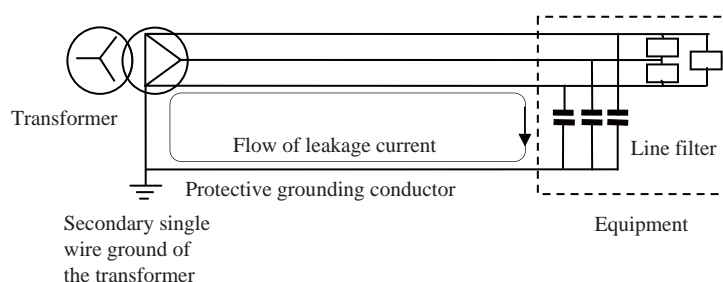 Transformer
Flow of leakage current
Line filter
Protective grounding conductor
Secondary single
wire ground of
the transformer
Equipment